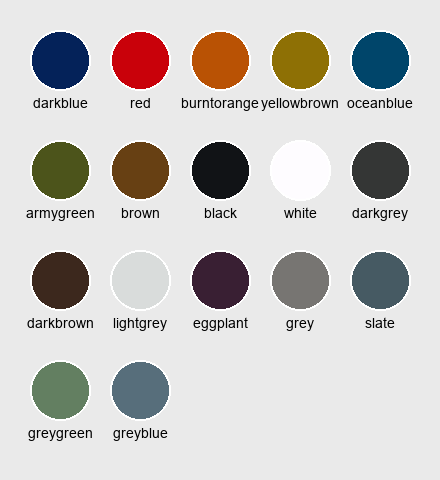 darkblue red burntorange yellowbrown oceanblue
armygreen brown black white darkgrey
darkbrown lightgrey eggplant grey slate
greygreen greyblue